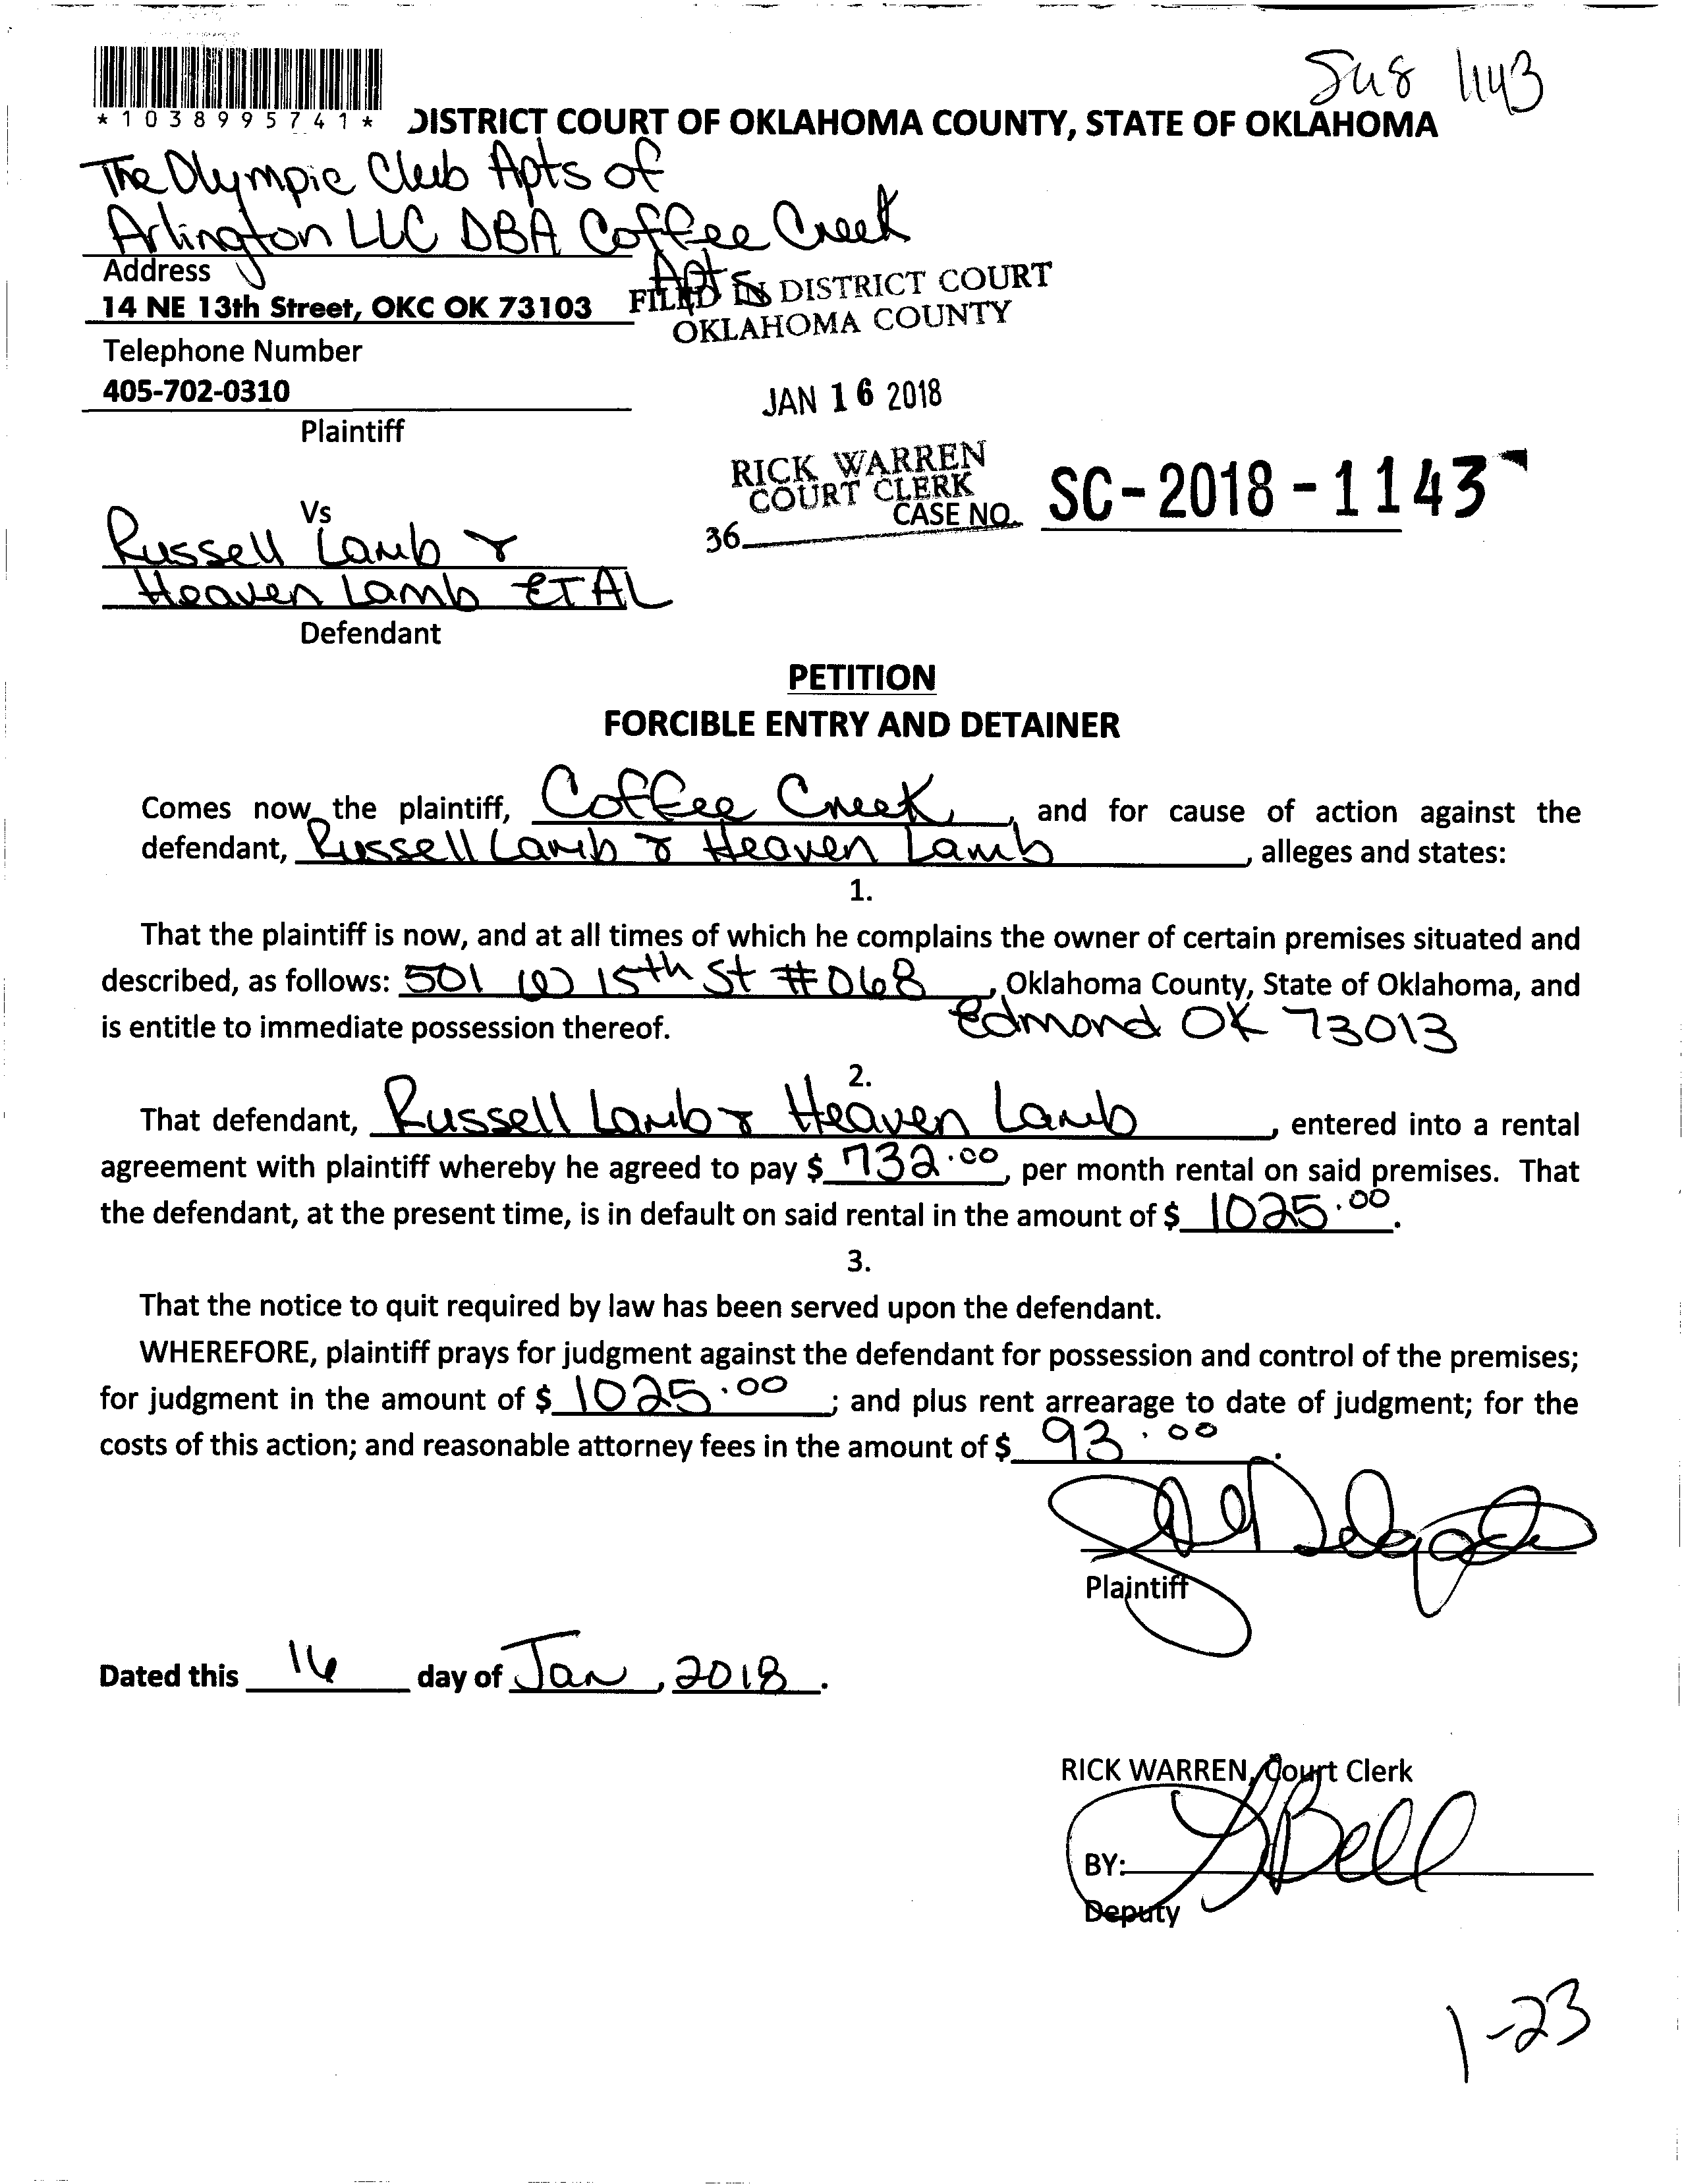 Su8 1143
*1038995741*
DISTRICT COURT OF OKLAHOMA COUNTY, STATE OF OKLAHOMA
The Olympic Club Apts of
Arlington LLC DBA Coffee Creek
Apts
Address
14 NE 13th Street, OKC OK 73103
FILED IN DISTRICT COURT
OKLAHOMA COUNTY
Telephone Number
405-702-0310
JAN 16 2018
Plaintiff
RICK WARREN
COURT CLERK
Vs
36
CASE NO. SC-2018-1143
Russell Lamb &
Heaven Lamb ETAL
Defendant
PETITION
FORCIBLE ENTRY AND DETAINER
Comes now the plaintiff, Coffee Creek, and for cause of action against the
defendant, Russell Lamb & Heaven Lamb, alleges and states:
1.
That the plaintiff is now, and at all times of which he complains the owner of certain premises situated and
described, as follows: 501 W 15th St #068, Oklahoma County, State of Oklahoma, and
is entitle to immediate possession thereof. Edmond OK 73013
2.
That defendant, Russell Lamb & Heaven Lamb, entered into a rental
agreement with plaintiff whereby he agreed to pay $ 732.00, per month rental on said premises. That
the defendant, at the present time, is in default on said rental in the amount of $ 1025.00.
3.
That the notice to quit required by law has been served upon the defendant.
WHEREFORE, plaintiff prays for judgment against the defendant for possession and control of the premises;
for judgment in the amount of $ 1025.00; and plus rent arrearage to date of judgment; for the
costs of this action; and reasonable attorney fees in the amount of $ 93.00.
Plaintiff
Dated this 16 day of Jan, 2018.
RICK WARREN, Court Clerk
BY: Bell
Deputy
1-23